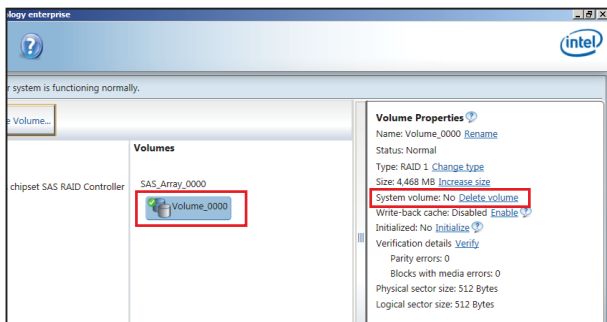 ology enterprise
intel
r system is functioning normally.
e Volume...
chipset SAS RAID Controller
Volumes
SAS_Array_0000
Volume_0000
Volume Properties
Name: Volume_0000 Rename
Status: Normal
Type: RAID 1 Change type
Size: 4,468 MB Increase size
System volume: No Delete volume
Write-back cache: Disabled Enable
Initialized: No Initialize
Verification details Verify
Parity errors: 0
Blocks with media errors: 0
Physical sector size: 512 Bytes
Logical sector size: 512 Bytes